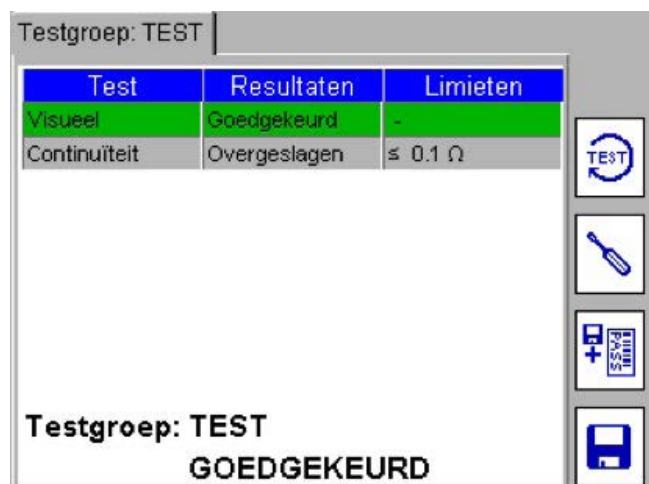 Testgroep: TEST
Test Resultaten Limieten
Visueel Goedgekeurd -
Continuïteit Overgeslagen ≤ 0.1 Ω
TEST
PASS
Testgroep: TEST
GOEDGEKEURD